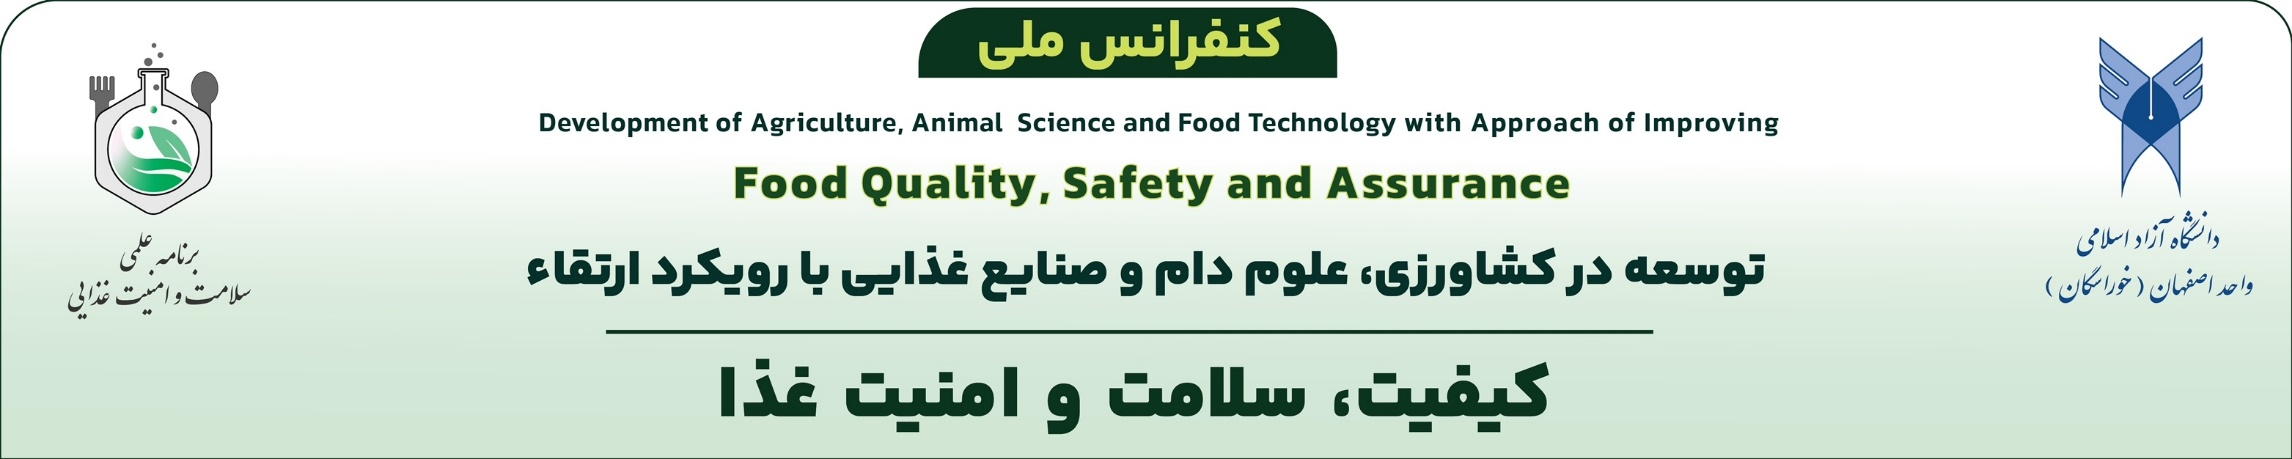 کنفرانس ملی
Development of Agriculture, Animal Science and Food Technology with Approach of Improving
Food Quality, Safety and Assurance
توسعه در کشاورزی، علوم دام و صنایع غذایی با رویکرد ارتقاء
کیفیت، سلامت و امنیت غذا
دانشگاه آزاد اسلامی
واحد اصفهان ( خوراسگان )
برنامه علمی
سلامت و امنیت غذایی